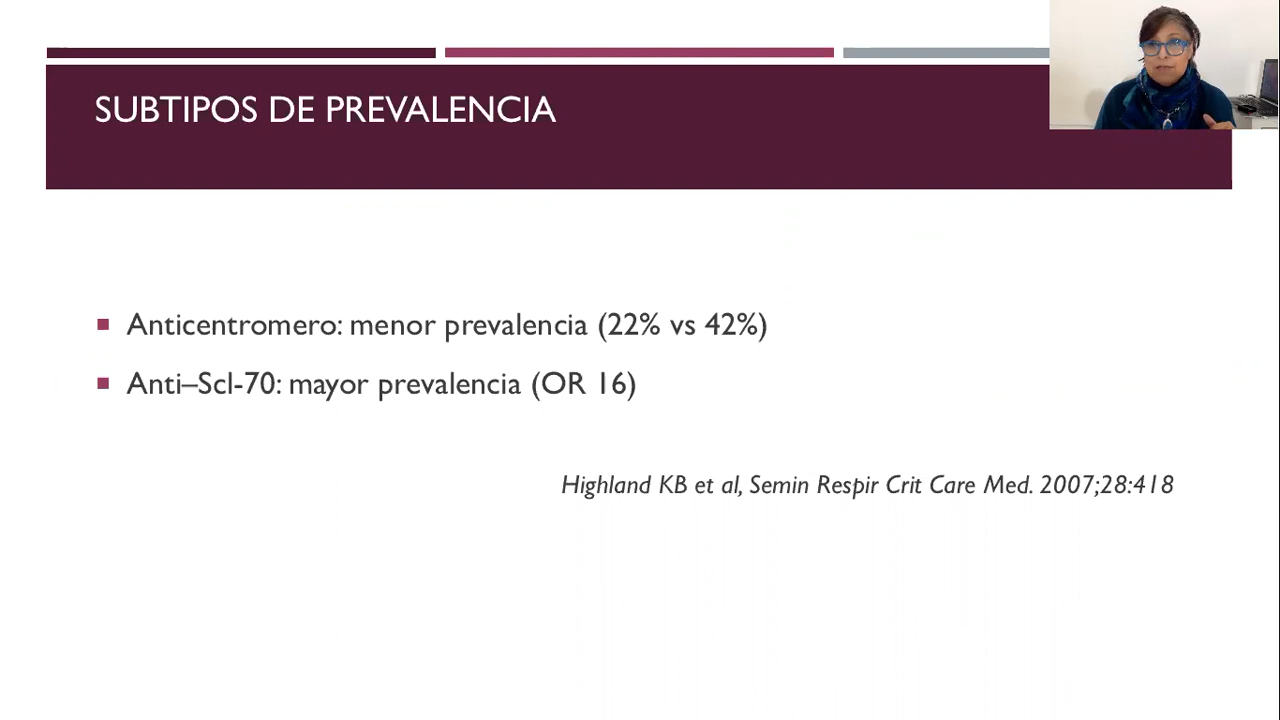 SUBTIPOS DE PREVALENCIA
Anticentromero: menor prevalencia (22% vs 42%)
Anti–Scl-70: mayor prevalencia (OR 16)
Highland KB et al, Semin Respir Crit Care Med. 2007;28:418